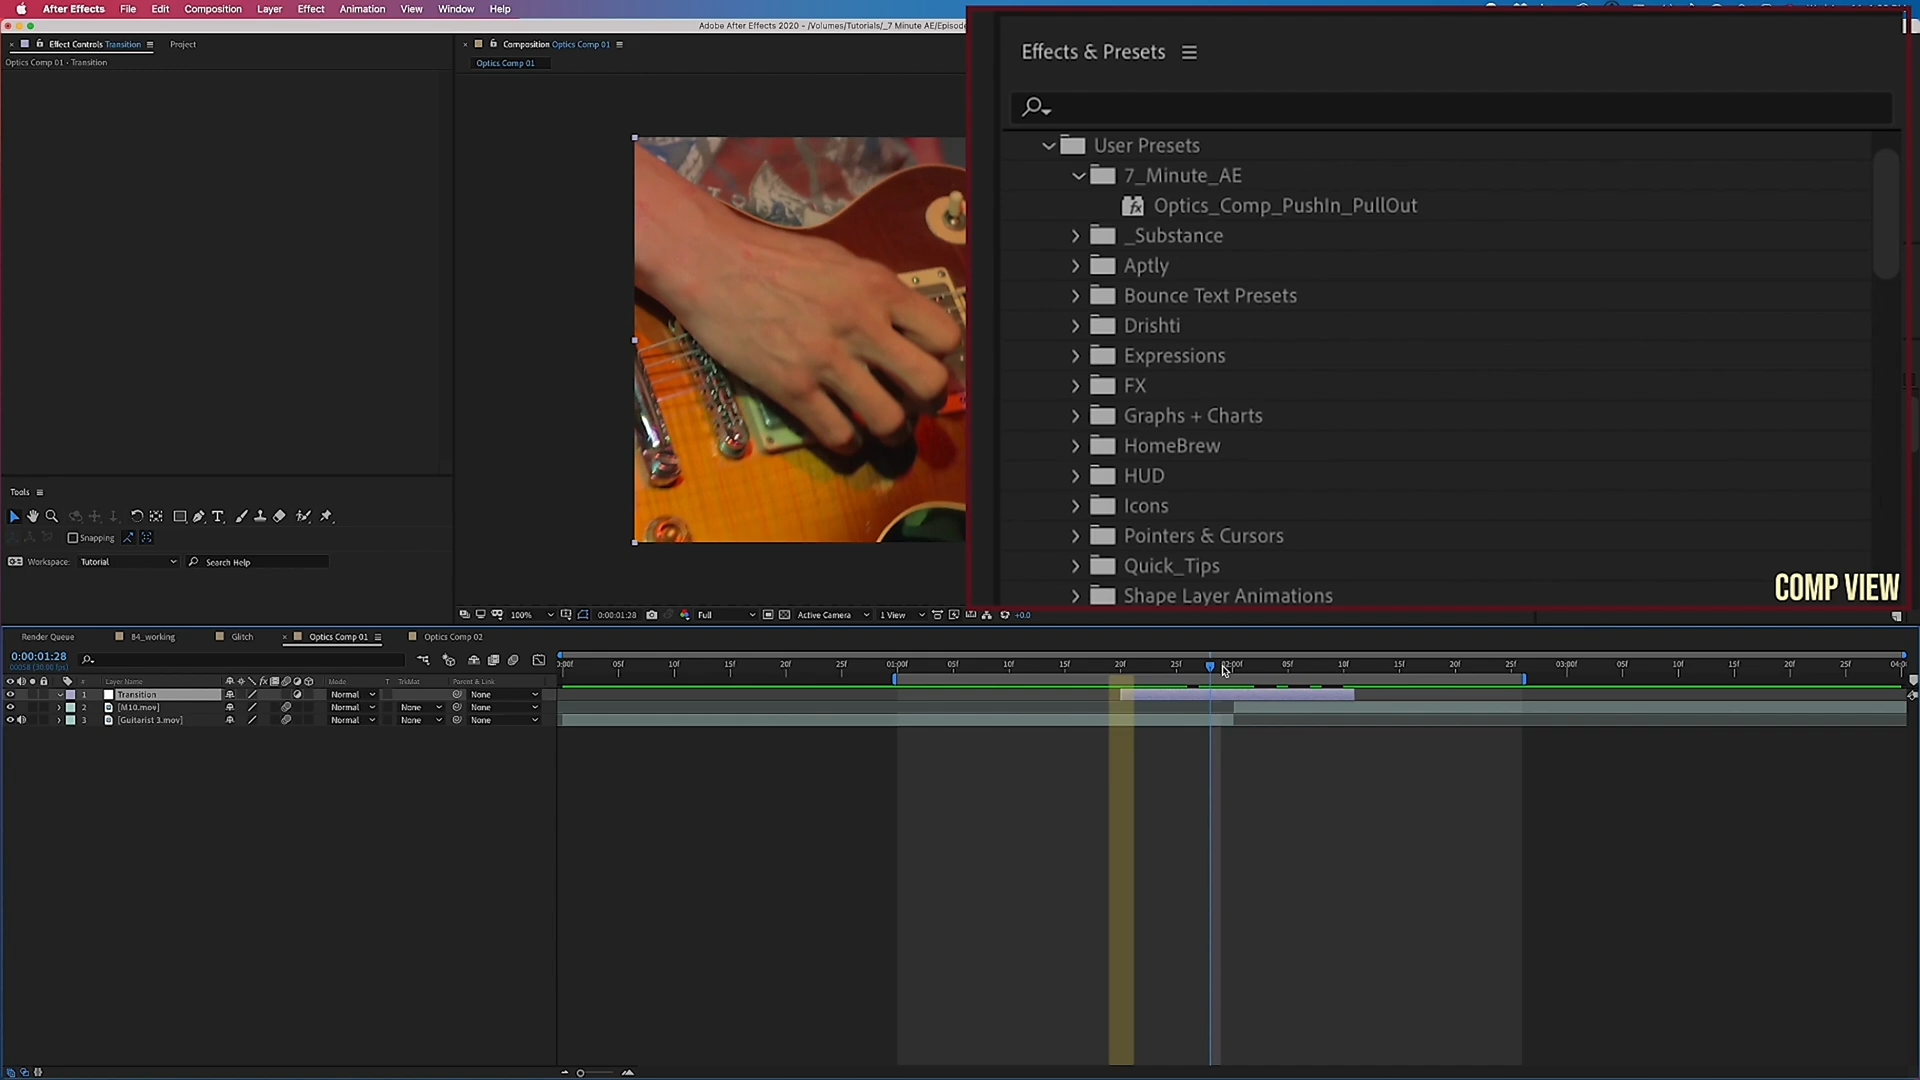 After Effects File Edit Composition Layer Effect Animation View Window Help
Adobe After Effects 2020 - /Volumes/Tutorials/_7 Minute AE/Episode
Effect Controls Transition
Project
Optics Comp 01 · Transition
Composition Optics Comp 01
Optics Comp 01
Effects & Presets
User Presets
7_Minute_AE
Optics_Comp_PushIn_PullOut
_Substance
Aptly
Bounce Text Presets
Drishti
Expressions
FX
Graphs + Charts
HomeBrew
HUD
Icons
Pointers & Cursors
Quick_Tips
Shape Layer Animations
COMP VIEW
Tools
Snapping
Workspace: Tutorial
Search Help
100% 0:00:01:28 Full Active Camera 1 View +0.0
Render Queue 84_working Glitch Optics Comp 01 Optics Comp 02
0:00:01:28
00058 (30.00 fps)
0:00f 05f 10f 15f 20f 25f 01:00f 05f 10f 15f 20f 25f 02:00f 05f 10f 15f 20f 25f 03:00f 05f 10f 15f 20f 25f 04:0
# Layer Name Mode T TrkMat Parent & Link
1 Transition Normal None
2 [M10.mov] Normal None None
3 [Guitarist 3.mov] Normal None None